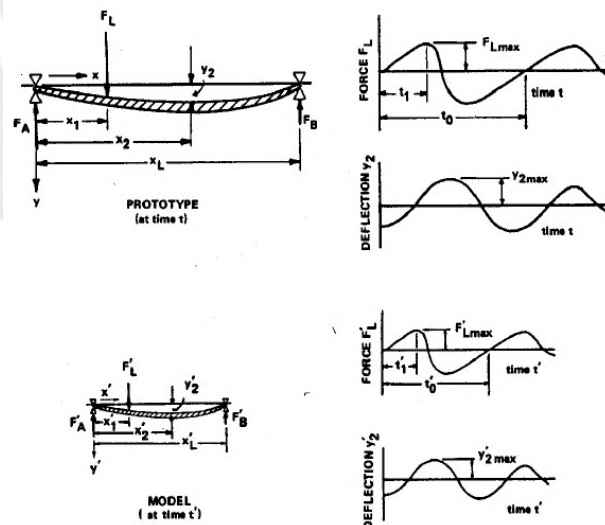 F_L
x
y_2
F_A
x_1
F_B
x_2
x_L
y
PROTOTYPE
(at time t)
FORCE F_L
F_Lmax
t_1
time t
t_0
DEFLECTION y_2
y_2max
time t
F'_L
x'
y'_2
F'_A
x'_1
F'_B
x'_2
x'_L
y'
MODEL
( at time t')
FORCE F'_L
F'_Lmax
t'_1
time t'
t'_0
DEFLECTION y'_2
y'_2 max
time t'